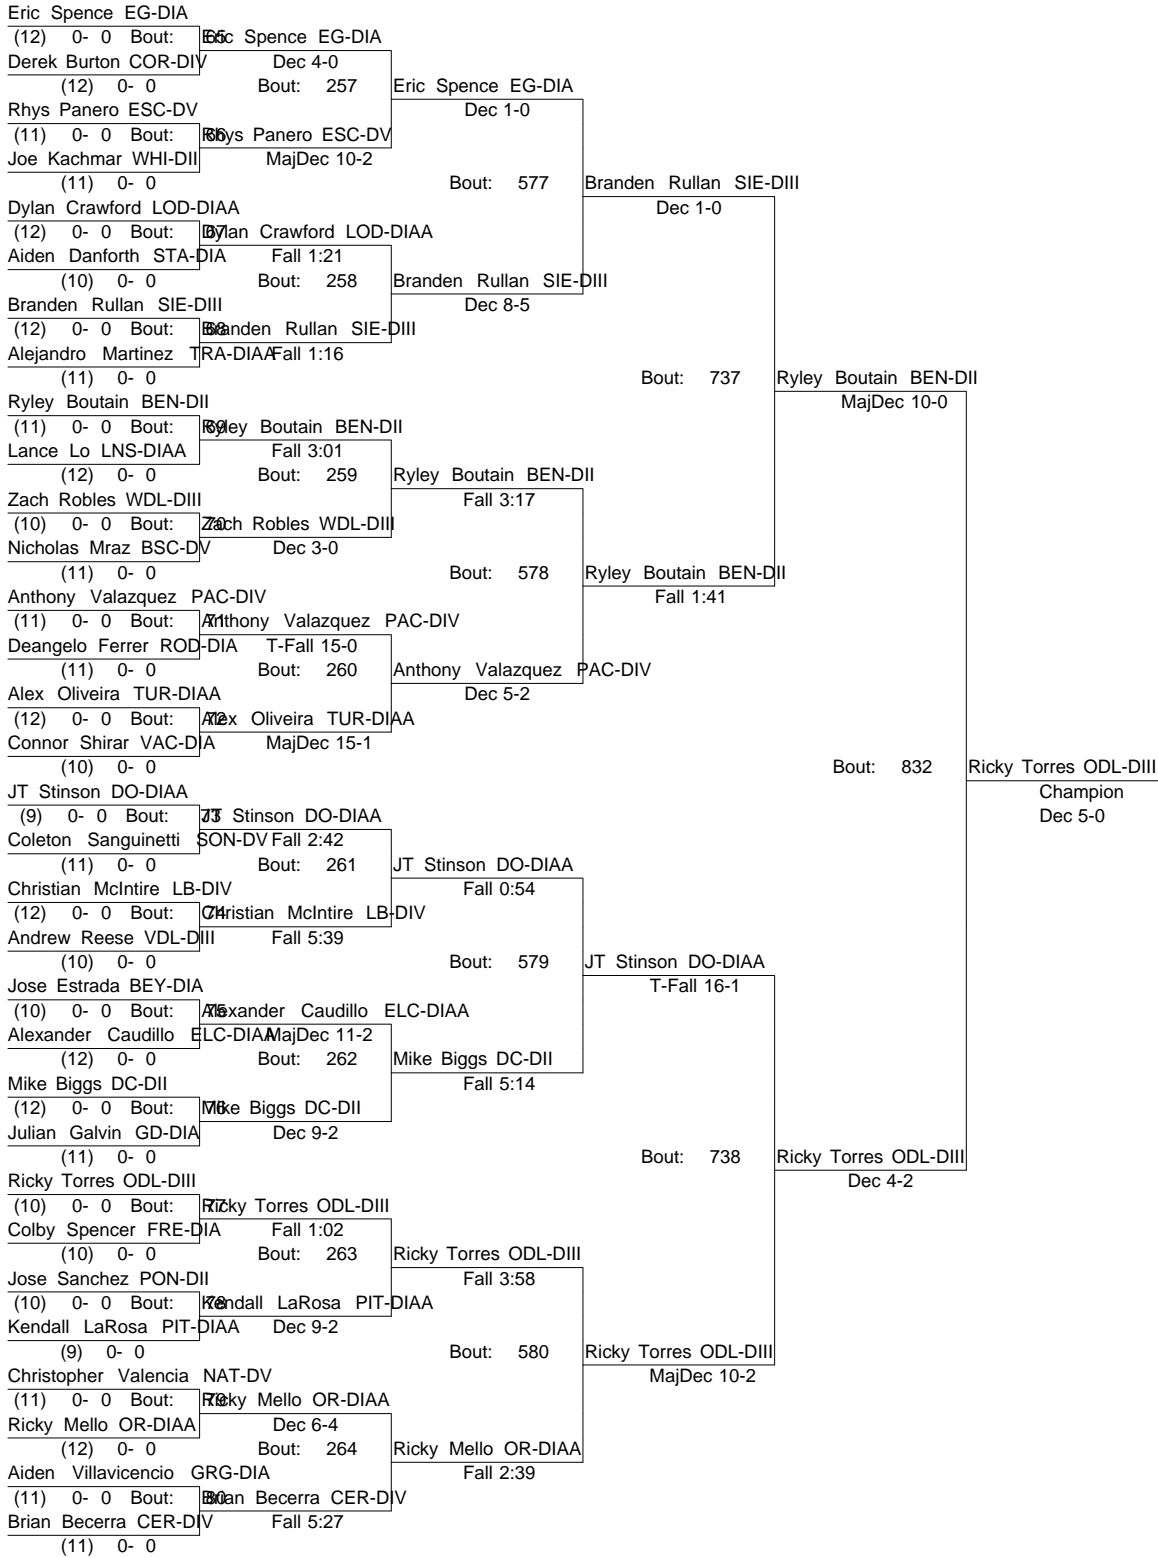 Eric Spence EG-DIA
(12) 0- 0 Bout: 65 Eric Spence EG-DIA
Derek Burton COR-DIV Dec 4-0
(12) 0- 0 Bout: 257 Eric Spence EG-DIA
Rhys Panero ESC-DV Dec 1-0
(11) 0- 0 Bout: 66 Rhys Panero ESC-DV
Joe Kachmar WHI-DII MajDec 10-2
(11) 0- 0 Bout: 577 Branden Rullan SIE-DIII
Dylan Crawford LOD-DIAA Dec 1-0
(12) 0- 0 Bout: 67 Dylan Crawford LOD-DIAA
Aiden Danforth STA-DIA Fall 1:21
(10) 0- 0 Bout: 258 Branden Rullan SIE-DIII
Branden Rullan SIE-DIII Dec 8-5
(12) 0- 0 Bout: 68 Branden Rullan SIE-DIII
Alejandro Martinez TRA-DIAA Fall 1:16
(11) 0- 0 Bout: 737 Ryley Boutain BEN-DII
Ryley Boutain BEN-DII MajDec 10-0
(11) 0- 0 Bout: 69 Ryley Boutain BEN-DII
Lance Lo LNS-DIAA Fall 3:01
(12) 0- 0 Bout: 259 Ryley Boutain BEN-DII
Zach Robles WDL-DIII Fall 3:17
(10) 0- 0 Bout: 70 Zach Robles WDL-DIII
Nicholas Mraz BSC-DV Dec 3-0
(11) 0- 0 Bout: 578 Ryley Boutain BEN-DII
Anthony Valazquez PAC-DIV Fall 1:41
(11) 0- 0 Bout: 71 Anthony Valazquez PAC-DIV
Deangelo Ferrer ROD-DIA T-Fall 15-0
(11) 0- 0 Bout: 260 Anthony Valazquez PAC-DIV
Alex Oliveira TUR-DIAA Dec 5-2
(12) 0- 0 Bout: 72 Alex Oliveira TUR-DIAA
Connor Shirar VAC-DIA MajDec 15-1
(10) 0- 0 Bout: 832 Ricky Torres ODL-DIII
JT Stinson DO-DIAA Champion
(9) 0- 0 Bout: 73 JT Stinson DO-DIAA Dec 5-0
Coleton Sanguinetti SON-DV Fall 2:42
(11) 0- 0 Bout: 261 JT Stinson DO-DIAA
Christian McIntire LB-DIV Fall 0:54
(12) 0- 0 Bout: 74 Christian McIntire LB-DIV
Andrew Reese VDL-DIII Fall 5:39
(10) 0- 0 Bout: 579 JT Stinson DO-DIAA
Jose Estrada BEY-DIA T-Fall 16-1
(10) 0- 0 Bout: 75 Alexander Caudillo ELC-DIAA
Alexander Caudillo ELC-DIAA MajDec 11-2
(12) 0- 0 Bout: 262 Mike Biggs DC-DII
Mike Biggs DC-DII Fall 5:14
(12) 0- 0 Bout: 76 Mike Biggs DC-DII
Julian Galvin GD-DIA Dec 9-2
(11) 0- 0 Bout: 738 Ricky Torres ODL-DIII
Ricky Torres ODL-DIII Dec 4-2
(10) 0- 0 Bout: 77 Ricky Torres ODL-DIII
Colby Spencer FRE-DIA Fall 1:02
(10) 0- 0 Bout: 263 Ricky Torres ODL-DIII
Jose Sanchez PON-DII Fall 3:58
(10) 0- 0 Bout: 78 Kendall LaRosa PIT-DIAA
Kendall LaRosa PIT-DIAA Dec 9-2
(9) 0- 0 Bout: 580 Ricky Torres ODL-DIII
Christopher Valencia NAT-DV MajDec 10-2
(11) 0- 0 Bout: 79 Ricky Mello OR-DIAA
Ricky Mello OR-DIAA Dec 6-4
(12) 0- 0 Bout: 264 Ricky Mello OR-DIAA
Aiden Villavicencio GRG-DIA Fall 2:39
(11) 0- 0 Bout: 80 Brian Becerra CER-DIV
Brian Becerra CER-DIV Fall 5:27
(11) 0- 0